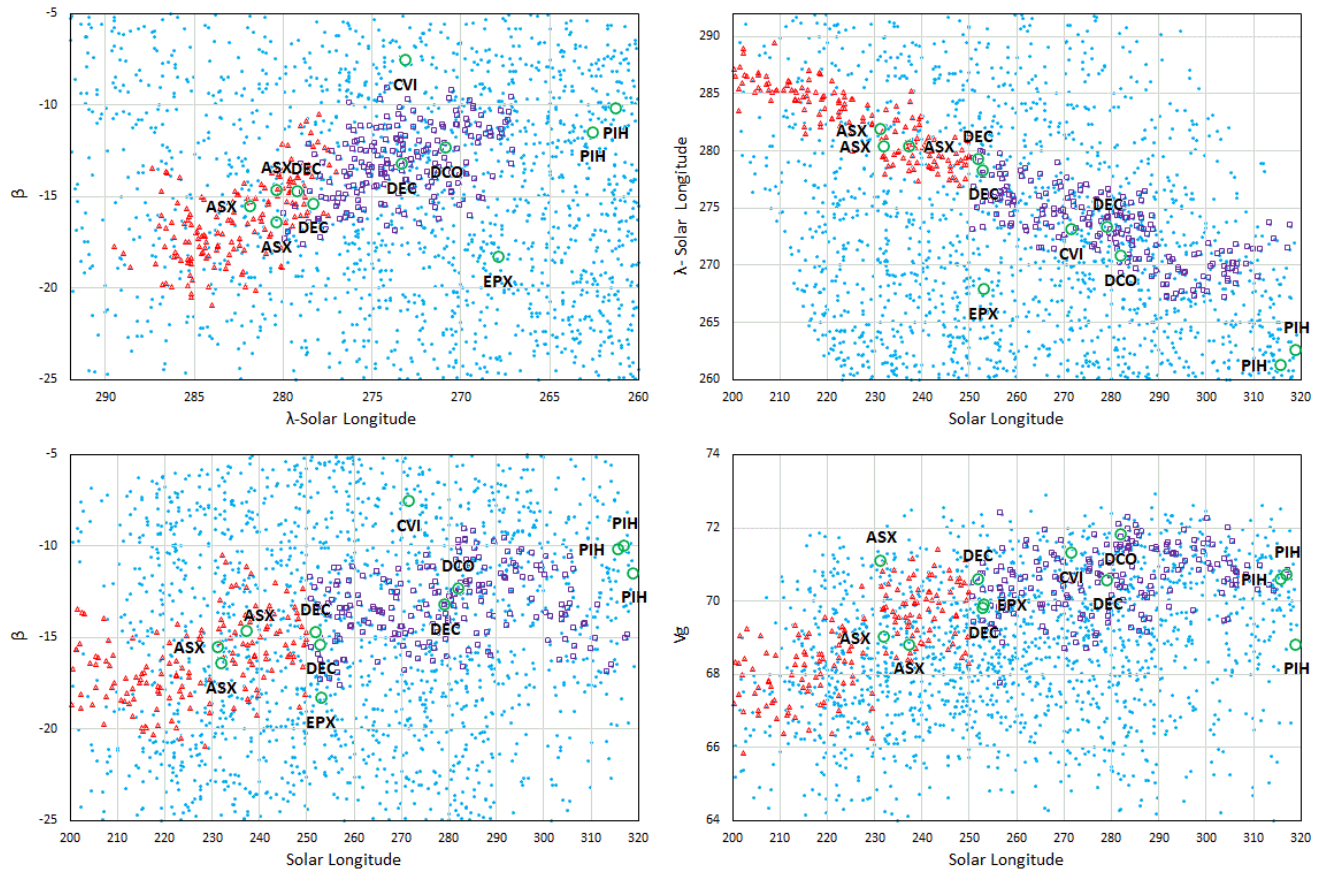 -5
-10
-15
-20
-25
290
285
280
275
270
265
260
β
λ-Solar Longitude
CVI
PIH
PIH
ASX
DEC
DCO
DEC
ASX
DEC
ASX
EPX
292
290
285
280
275
270
265
260
200
210
220
230
240
250
260
270
280
290
300
310
320
λ- Solar Longitude
Solar Longitude
ASX
DEC
ASX
ASX
DEC
DEC
CVI
DCO
EPX
PIH
PIH
-5
-10
-15
-20
-25
200
210
220
230
240
250
260
270
280
290
300
310
320
β
Solar Longitude
CVI
PIH
PIH
DCO
PIH
ASX
DEC
ASX
DEC
DEC
ASX
EPX
74
72
70
68
66
64
200
210
220
230
240
250
260
270
280
290
300
310
320
Vg
Solar Longitude
ASX
DEC
DCO
PIH
CVI
PIH
EPX
DEC
DEC
ASX
ASX
PIH